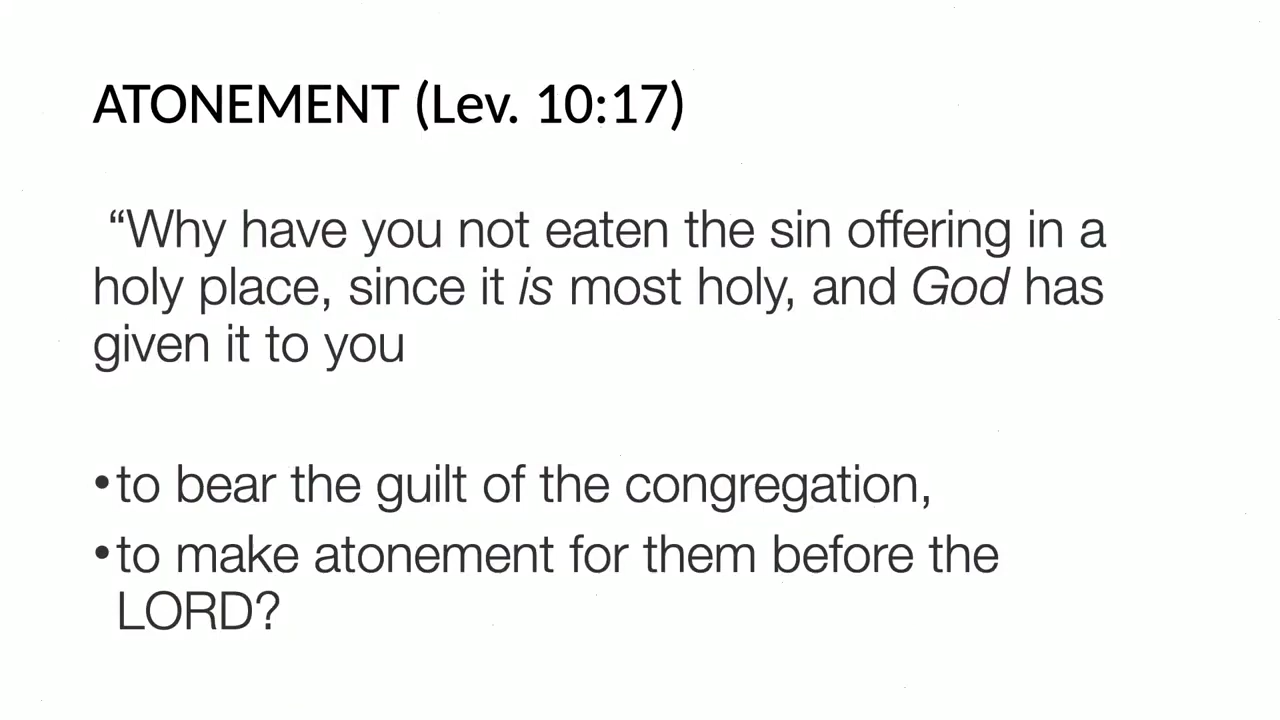 ATONEMENT (Lev. 10:17)
“Why have you not eaten the sin offering in a
holy place, since it is most holy, and God has
given it to you
•to bear the guilt of the congregation,
•to make atonement for them before the
LORD?